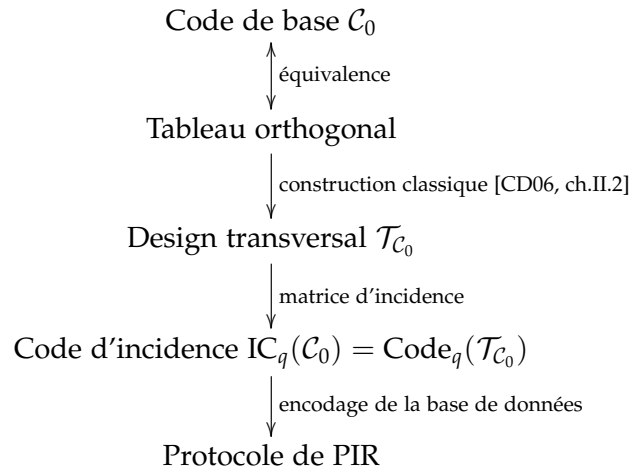 Code de base 𝒞₀
équivalence
Tableau orthogonal
construction classique [CD06, ch.II.2]
Design transversal 𝒯_𝒞₀
matrice d'incidence
Code d'incidence IC_q(𝒞₀) = Code_q(𝒯_𝒞₀)
encodage de la base de données
Protocole de PIR